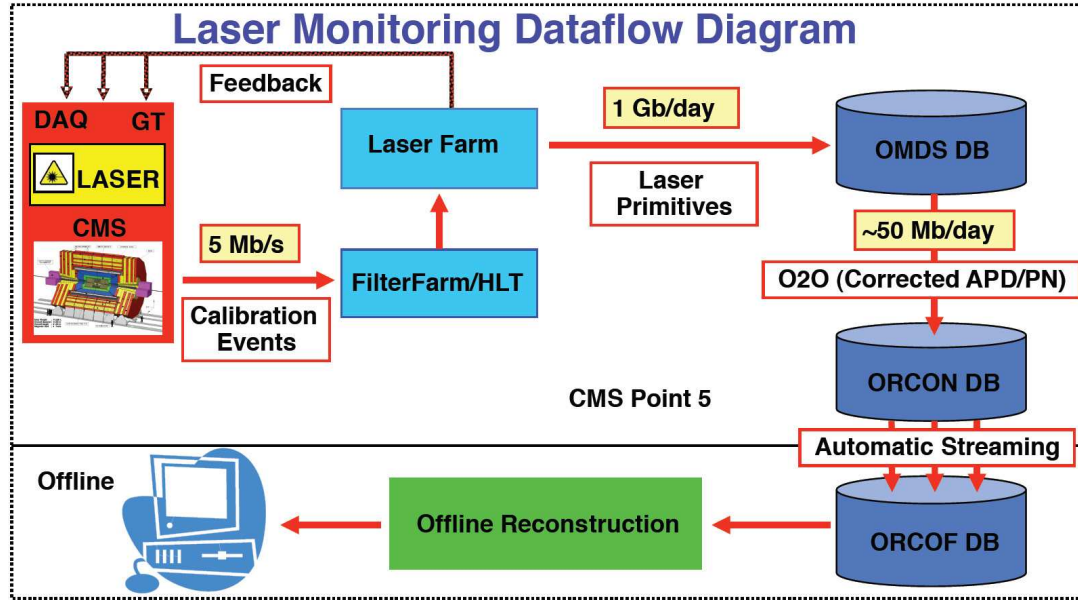 Laser Monitoring Dataflow Diagram
Feedback
DAQ GT
LASER
CMS
5 Mb/s
Calibration
Events
Laser Farm
FilterFarm/HLT
1 Gb/day
Laser
Primitives
OMDS DB
~50 Mb/day
O2O (Corrected APD/PN)
ORCON DB
CMS Point 5
Automatic Streaming
Offline
Offline Reconstruction
ORCOF DB